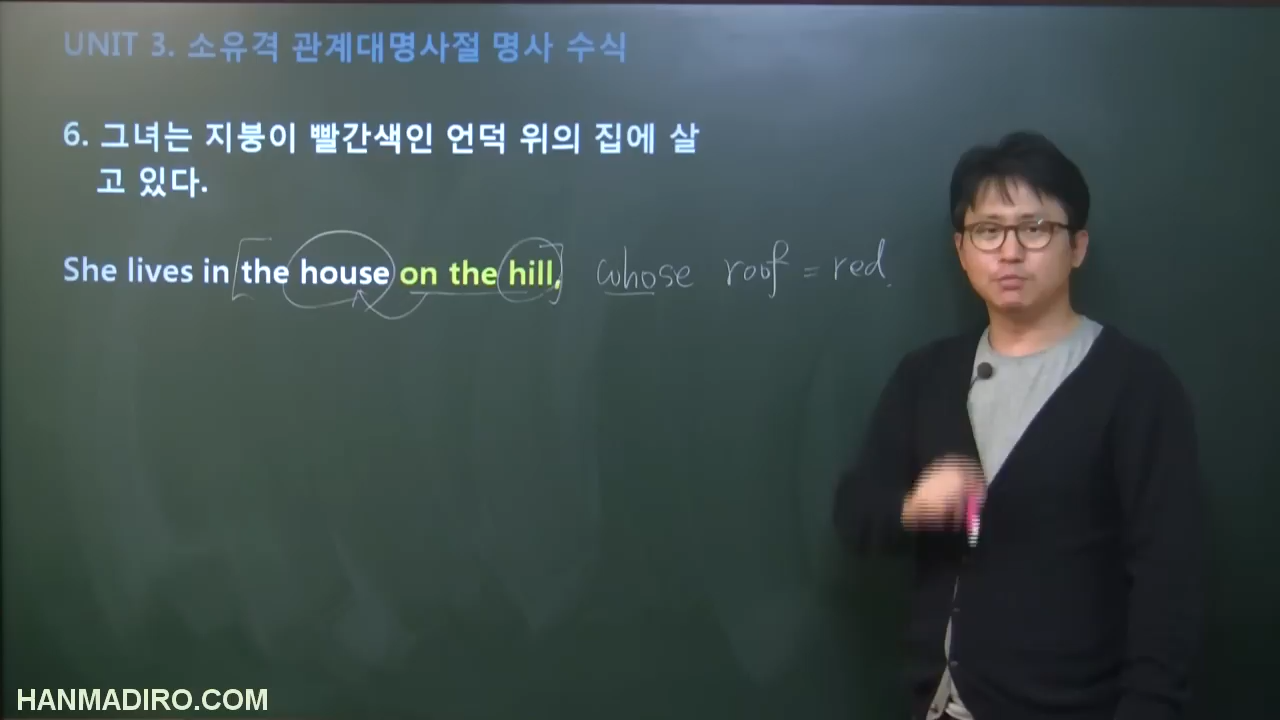 UNIT 3. 소유격 관계대명사절 명사 수식
6. 그녀는 지붕이 빨간색인 언덕 위의 집에 살
고 있다.
She lives in the house on the hill, whose roof = red.
HANMADIRO.COM